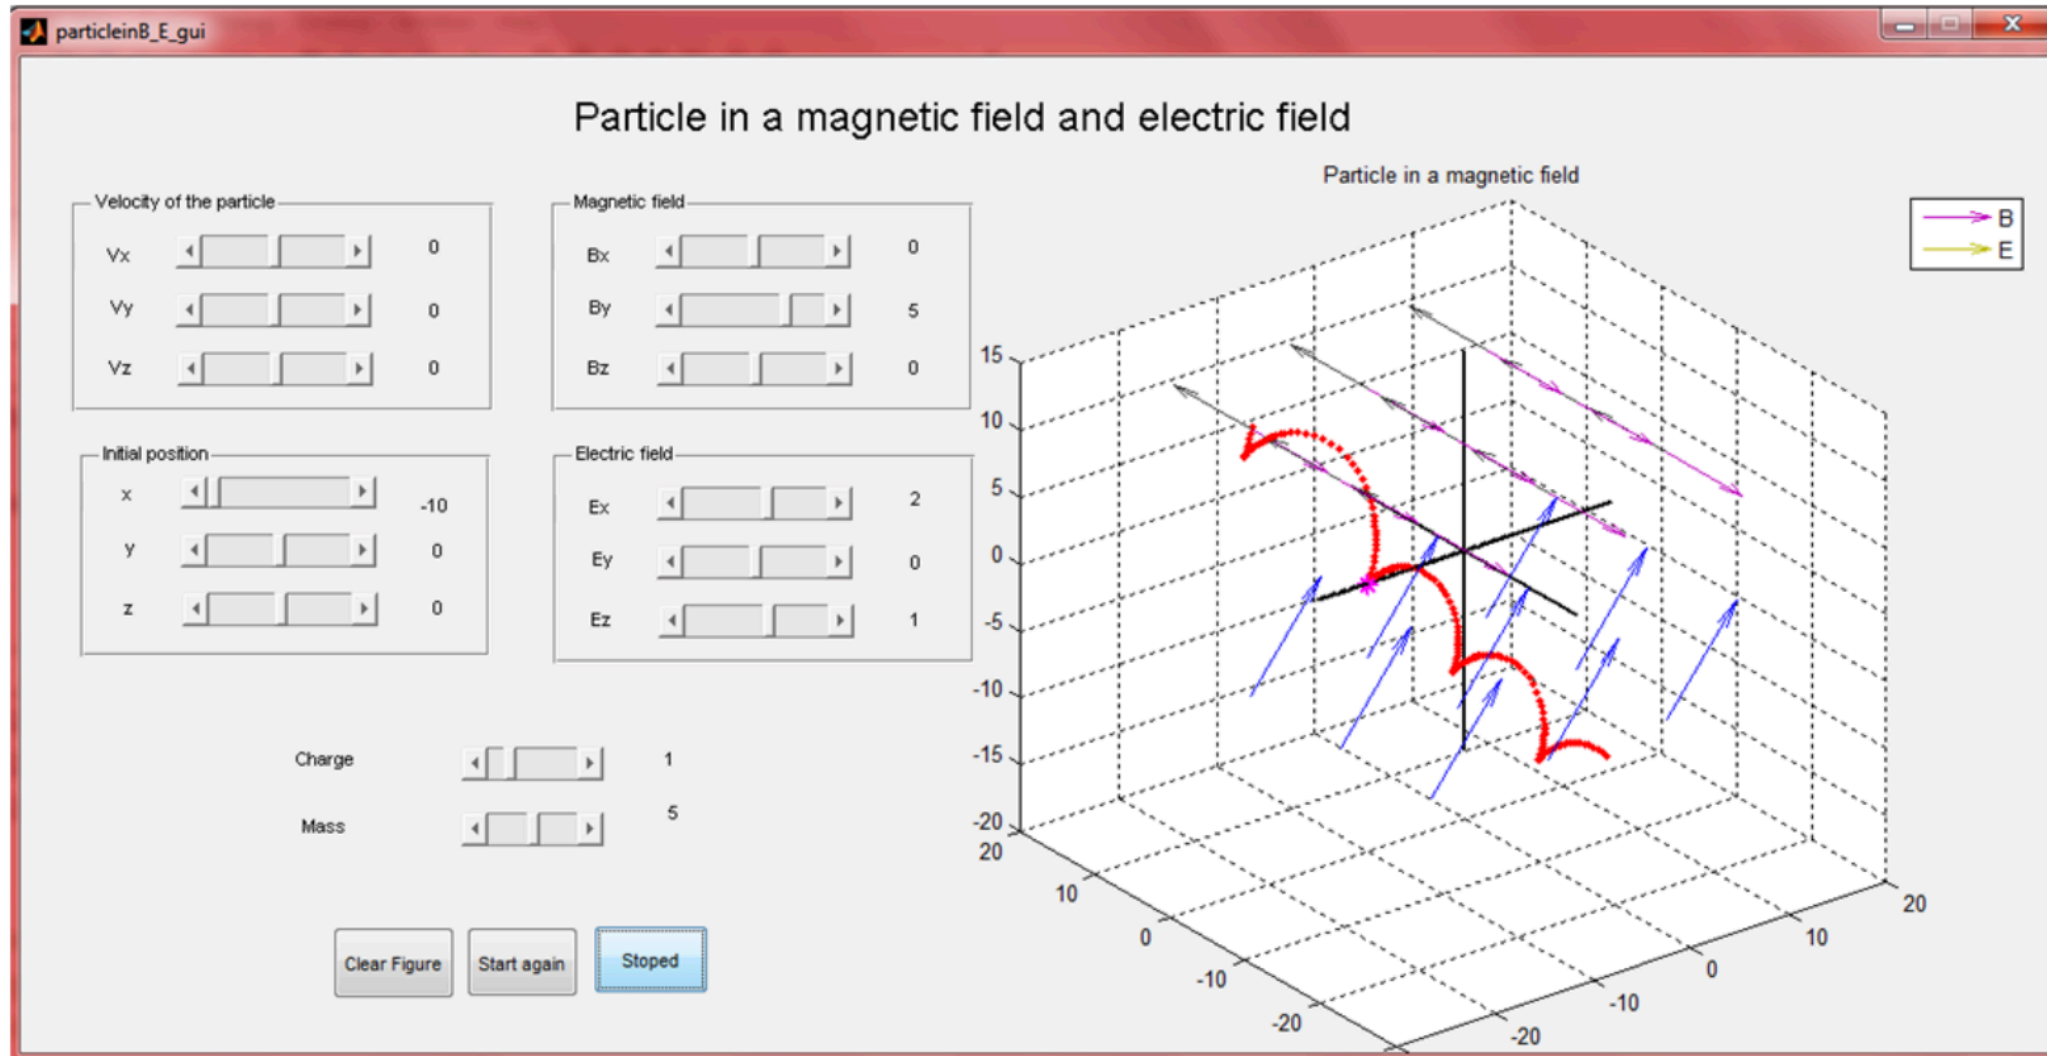 particleinB_E_gui
Particle in a magnetic field and electric field
Velocity of the particle
Vx 0
Vy 0
Vz 0
Magnetic field
Bx 0
By 5
Bz 0
Initial position
x -10
y 0
z 0
Electric field
Ex 2
Ey 0
Ez 1
Charge 1
Mass 5
Clear Figure
Start again
Stoped
Particle in a magnetic field
B
E
15
10
5
0
-5
-10
-15
-20
20
10
0
-10
-20
-20
-10
0
10
20